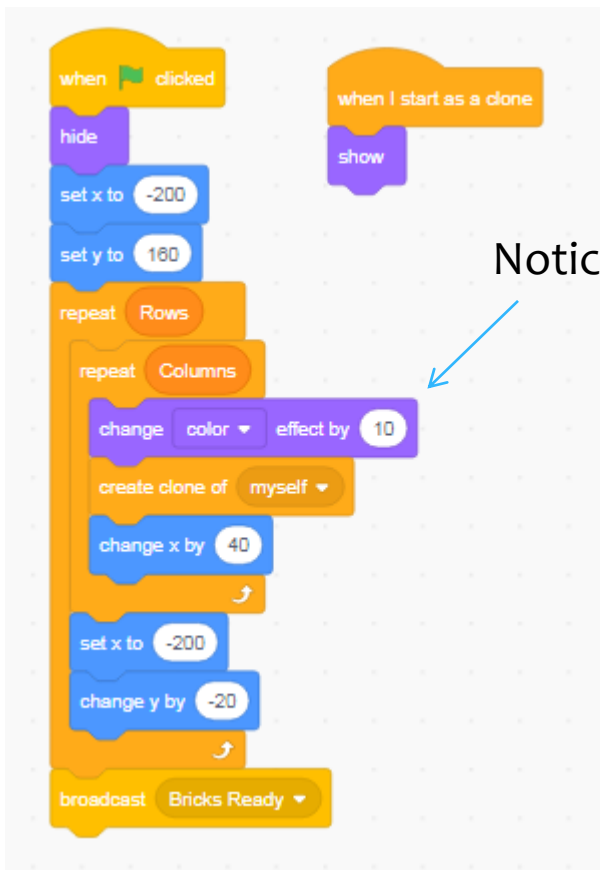 when clicked
hide
set x to -200
set y to 160
repeat Rows
repeat Columns
change color effect by 10
create clone of myself
change x by 40
set x to -200
change y by -20
broadcast Bricks Ready
when I start as a clone
show
Notic